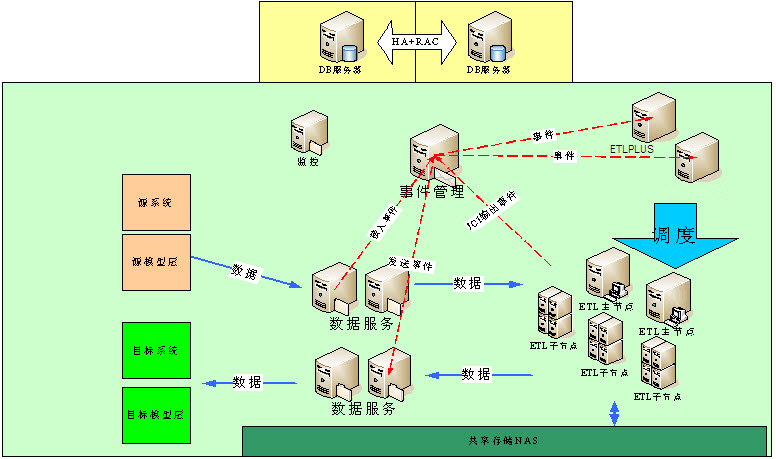 HA+RAC
DB服务器
DB服务器
事件
ETLPLUS
事件
监控
事件管理
源系统
接入事件
JCL输出事件
调度
源模型层
数据
发送事件
数据
数据服务
ETL主节点
ETL主节点
ETL子节点
目标系统
ETL子节点
数据
数据
ETL子节点
数据服务
目标模型层
共享存储NAS